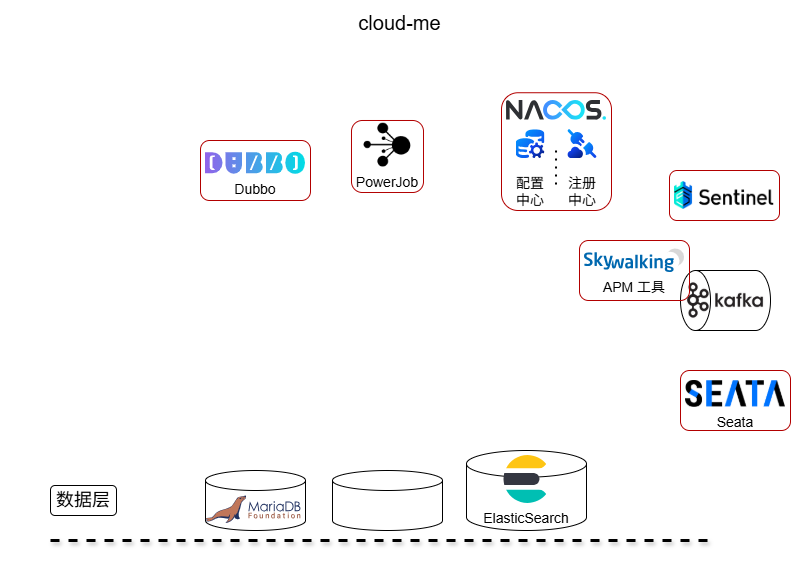 cloud-me
NACOS.
DUBBO
Dubbo
PowerJob
配置
中心
注册
中心
Sentinel
Skywalking
APM 工具
kafka
SEATA
Seata
数据层
MariaDB
Foundation
ElasticSearch